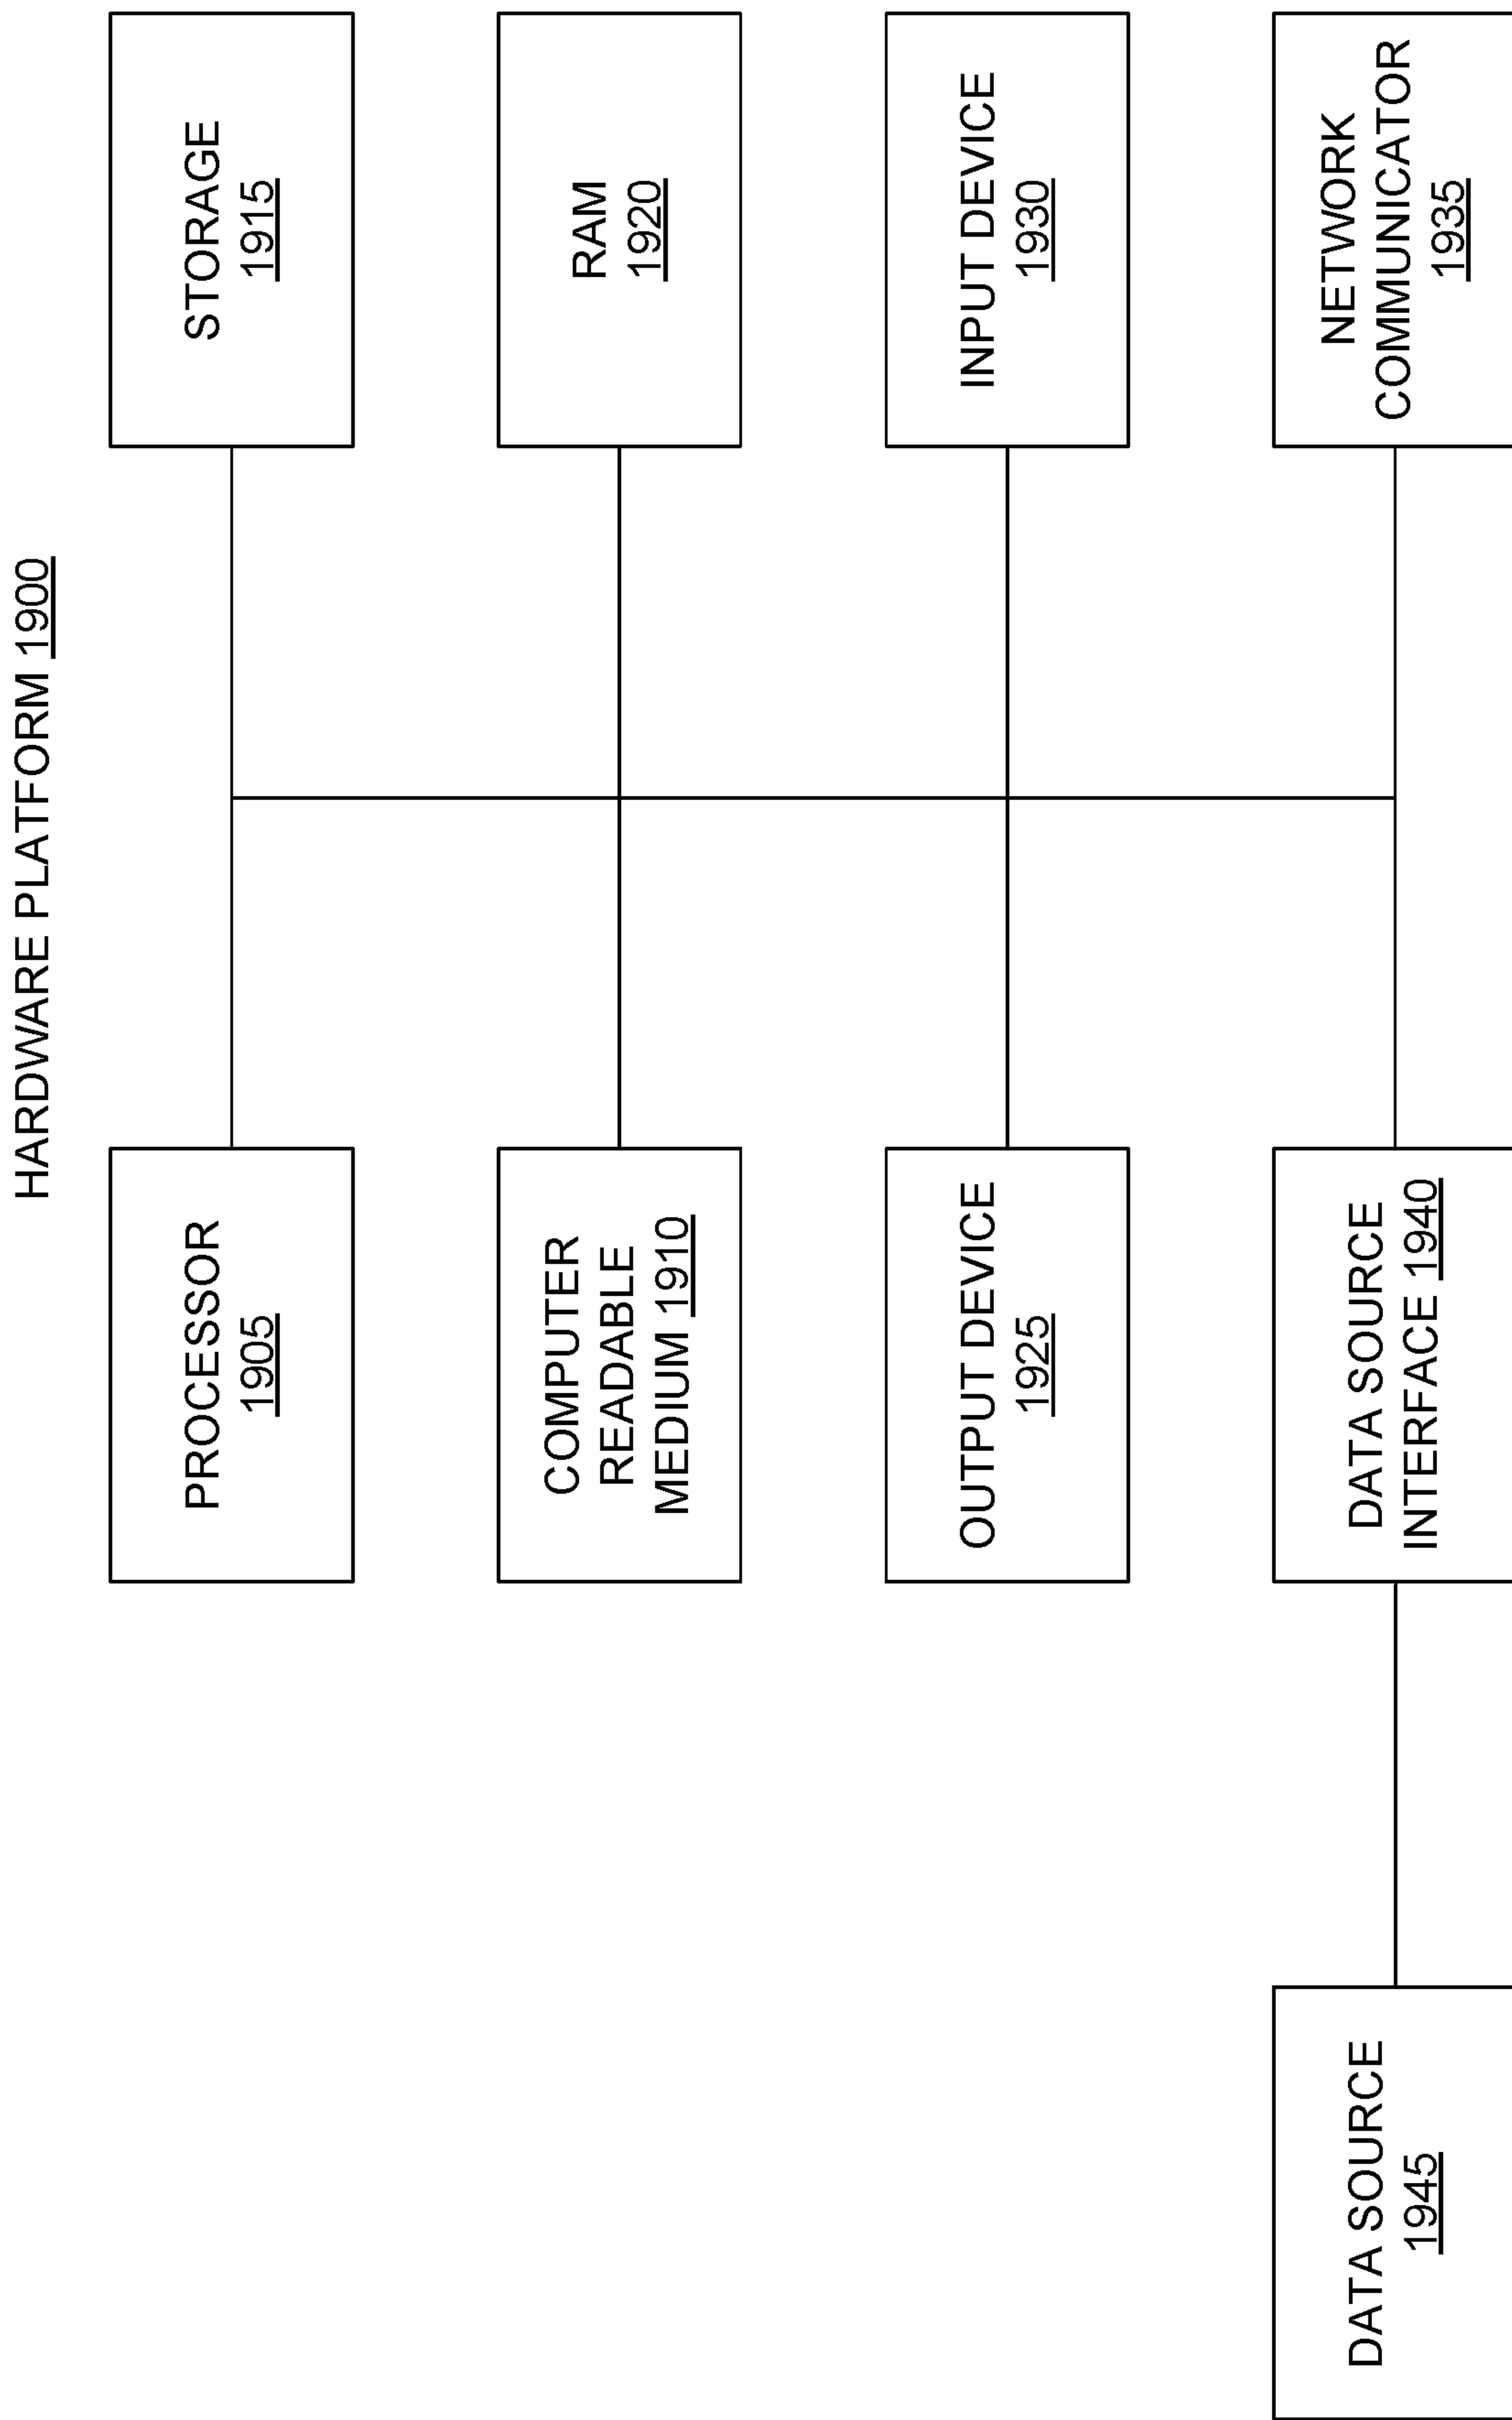 HARDWARE PLATFORM 1900
PROCESSOR
1905
STORAGE
1915
COMPUTER
READABLE
MEDIUM 1910
RAM
1920
OUTPUT DEVICE
1925
INPUT DEVICE
1930
DATA SOURCE
1945
DATA SOURCE
INTERFACE 1940
NETWORK
COMMUNICATOR
1935